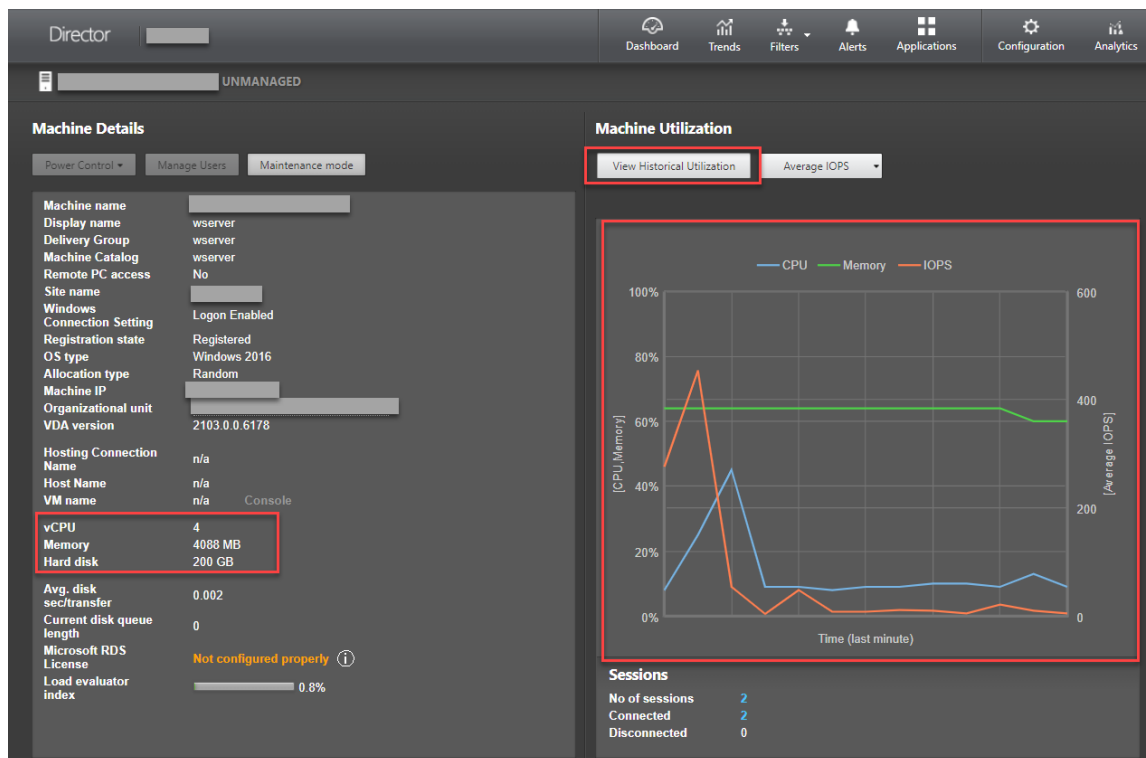 Director
Dashboard
Trends
Filters
Alerts
Applications
Configuration
Analytics
UNMANAGED
Machine Details
Power Control
Manage Users
Maintenance mode
Machine name
Display name wserver
Delivery Group wserver
Machine Catalog wserver
Remote PC access No
Site name
Windows
Connection Setting Logon Enabled
Registration state Registered
OS type Windows 2016
Allocation type Random
Machine IP
Organizational unit
VDA version 2103.0.0.6178
Hosting Connection
Name n/a
Host Name n/a
VM name n/a Console
vCPU 4
Memory 4088 MB
Hard disk 200 GB
Avg. disk
sec/transfer 0.002
Current disk queue
length 0
Microsoft RDS
License Not configured properly
Load evaluator
index 0.8%
Machine Utilization
View Historical Utilization
Average IOPS
CPU Memory IOPS
100%
80%
60%
40%
20%
0%
[CPU,Memory]
600
400
200
0
[Average IOPS]
Time (last minute)
Sessions
No of sessions 2
Connected 2
Disconnected 0